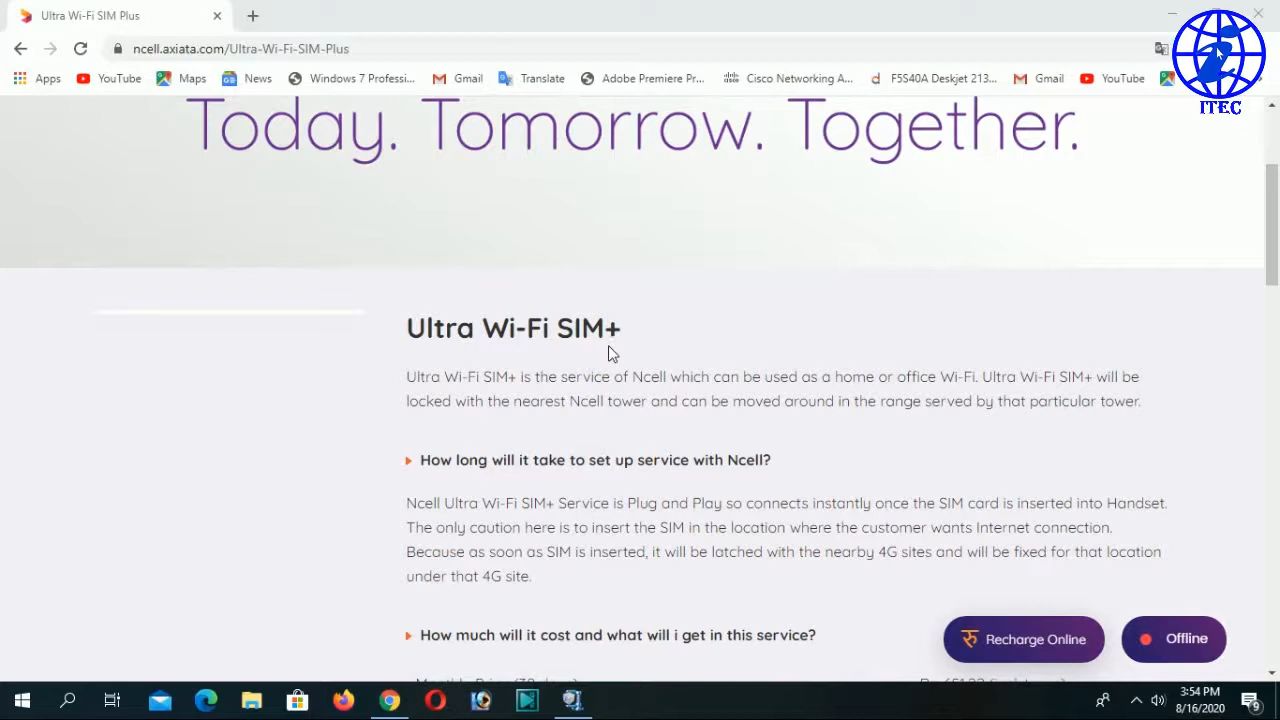 Ultra Wi-Fi SIM Plus
ncell.axiata.com/Ultra-Wi-Fi-SIM-Plus
Apps YouTube Maps News Windows 7 Professi... Gmail Translate Adobe Premiere Pr... Cisco Networking A... F5S40A Deskjet 213... Gmail YouTube
ITEC
Today. Tomorrow. Together.
Ultra Wi-Fi SIM+
Ultra Wi-Fi SIM+ is the service of Ncell which can be used as a home or office Wi-Fi. Ultra Wi-Fi SIM+ will be
locked with the nearest Ncell tower and can be moved around in the range served by that particular tower.
How long will it take to set up service with Ncell?
Ncell Ultra Wi-Fi SIM+ Service is Plug and Play so connects instantly once the SIM card is inserted into Handset.
The only caution here is to insert the SIM in the location where the customer wants Internet connection.
Because as soon as SIM is inserted, it will be latched with the nearby 4G sites and will be fixed for that location
under that 4G site.
How much will it cost and what will i get in this service?
रु Recharge Online
Offline
3:54 PM
8/16/2020
9